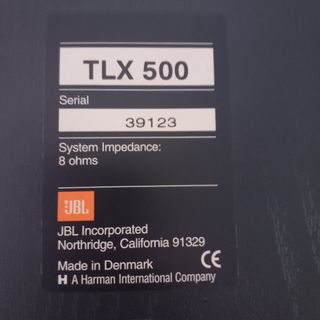 TLX 500
Serial
39123
System Impedance:
8 ohms
JBL
JBL Incorporated
Northridge, California 91329
Made in Denmark CE
H A Harman International Company